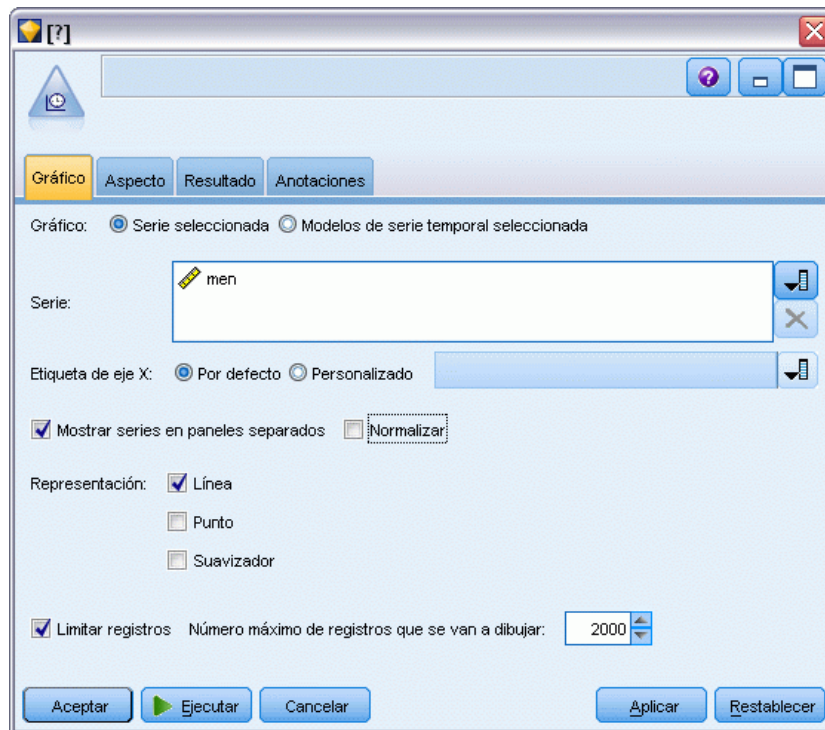 [?]
Gráfico Aspecto Resultado Anotaciones
Gráfico: Serie seleccionada Modelos de serie temporal seleccionada
Serie: men
Etiqueta de eje X: Por defecto Personalizado
Mostrar series en paneles separados Normalizar
Representación: Línea
Punto
Suavizador
Limitar registros Número máximo de registros que se van a dibujar: 2000
Aceptar Ejecutar Cancelar Aplicar Restablecer